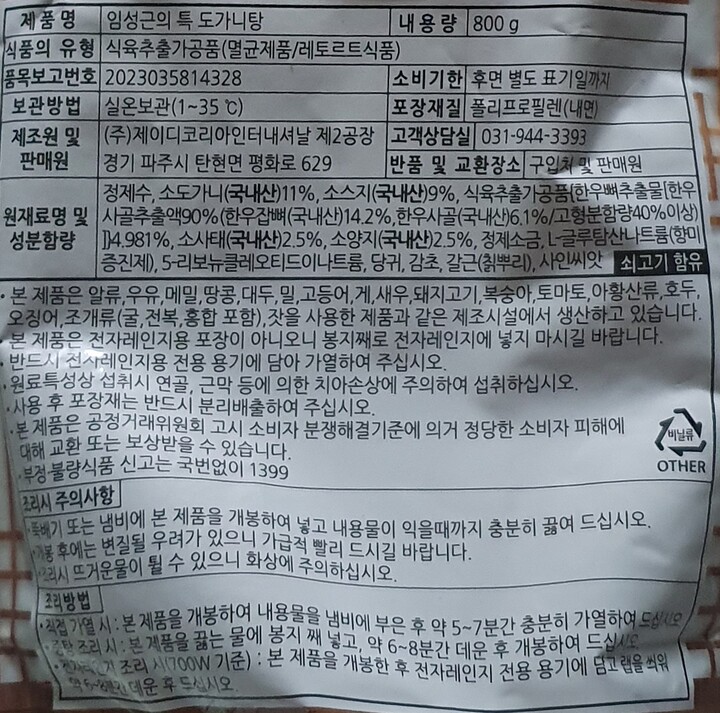 제품명 임성근의 특 도가니탕 내용량 800 g
식품의 유형 식육추출가공품(멸균제품/레토르트식품)
품목보고번호 2023035814328 소비기한 후면 별도 표기일까지
보관방법 실온보관(1~35 ℃) 포장재질 폴리프로필렌(내면)
제조원 및 판매원 (주)제이디코리아인터내셔날 제2공장 고객상담실 031-944-3393
경기 파주시 탄현면 평화로 629 반품 및 교환장소 구입처 및 판매원
원재료명 및 성분함량 정제수, 소도가니(국내산)11%, 소스지(국내산)9%, 식육추출가공품[한우뼈추출물[한우
사골추출액90%(한우잡뼈(국내산)14.2%,한우사골(국내산)6.1%/고형분함량40%이상)
]]4.981%, 소사태(국내산)2.5%, 소양지(국내산)2.5%, 정제소금, L-글루탐산나트륨(향미
증진제), 5-리보뉴클레오티드이나트륨, 당귀, 감초, 갈근(칡뿌리), 사인씨앗 쇠고기 함유
• 본 제품은 알류,우유,메밀,땅콩,대두,밀,고등어,게,새우,돼지고기,복숭아,토마토,아황산류,호두,
오징어,조개류(굴,전복,홍합 포함),잣을 사용한 제품과 같은 제조시설에서 생산하고 있습니다.
• 본 제품은 전자레인지용 포장이 아니오니 봉지째로 전자레인지에 넣지 마시길 바랍니다.
• 반드시 전자레인지용 전용 용기에 담아 가열하여 주십시오.
• 원료특성상 섭취시 연골, 근막 등에 의한 치아손상에 주의하여 섭취하십시오.
• 사용 후 포장재는 반드시 분리배출하여 주십시오.
• 본 제품은 공정거래위원회 고시 소비자 분쟁해결기준에 의거 정당한 소비자 피해에
대해 교환 또는 보상받을 수 있습니다.
• 부정·불량식품 신고는 국번없이 1399
비닐류
OTHER
조리시 주의사항
• 뚝배기 또는 냄비에 본 제품을 개봉하여 넣고 내용물이 익을때까지 충분히 끓여 드십시오.
• 개봉 후에는 변질될 우려가 있으니 가급적 빨리 드시길 바랍니다.
• 조리시 뜨거운물이 튈 수 있으니 화상에 주의하십시오.
조리방법
• 직접 가열 시 : 본 제품을 개봉하여 내용물을 냄비에 부은 후 약 5~7분간 충분히 가열하여 드십시오
• 중탕 조리 시 : 본 제품을 끓는 물에 봉지 째 넣고, 약 6~8분간 데운 후 개봉하여 드십시오
• 전자레인지 조리 시(700W 기준) : 본 제품을 개봉한 후 전자레인지 전용 용기에 담고 랩을 씌워
약 6~8분간 데운 후 드십시오